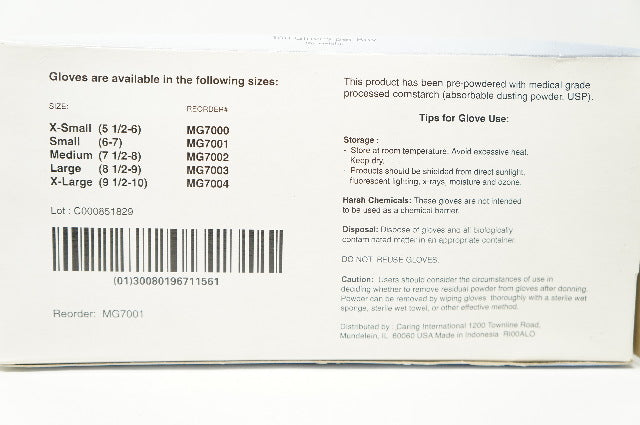 Gloves are available in the following sizes:
SIZE: REORDER#
X-Small (5 1/2-6) MG7000
Small (6-7) MG7001
Medium (7 1/2-8) MG7002
Large (8 1/2-9) MG7003
X-Large (9 1/2-10) MG7004
Lot : C000851829
(01)30080196711561
Reorder: MG7001
This product has been pre-powdered with medical grade
processed cornstarch (absorbable dusting powder, USP).
Tips for Glove Use:
Storage :
- Store at room temperature. Avoid excessive heat.
Keep dry.
- Products should be shielded from direct sunlight,
fluorescent lighting, x-rays, moisture and ozone.
Harsh Chemicals: These gloves are not intended
to be used as a chemical barrier.
Disposal: Dispose of gloves and all biologically
contaminated matter in an appropriate container.
DO NOT REUSE GLOVES.
Caution: Users should consider the circumstances of use in
deciding whether to remove residual powder from gloves after donning.
Powder can be removed by wiping gloves thoroughly with a sterile wet
sponge, sterile wet towel, or other effective method.
Distributed by : Caring International 1200 Townline Road,
Mundelein, IL 60060 USA Made in Indonesia RI00ALO